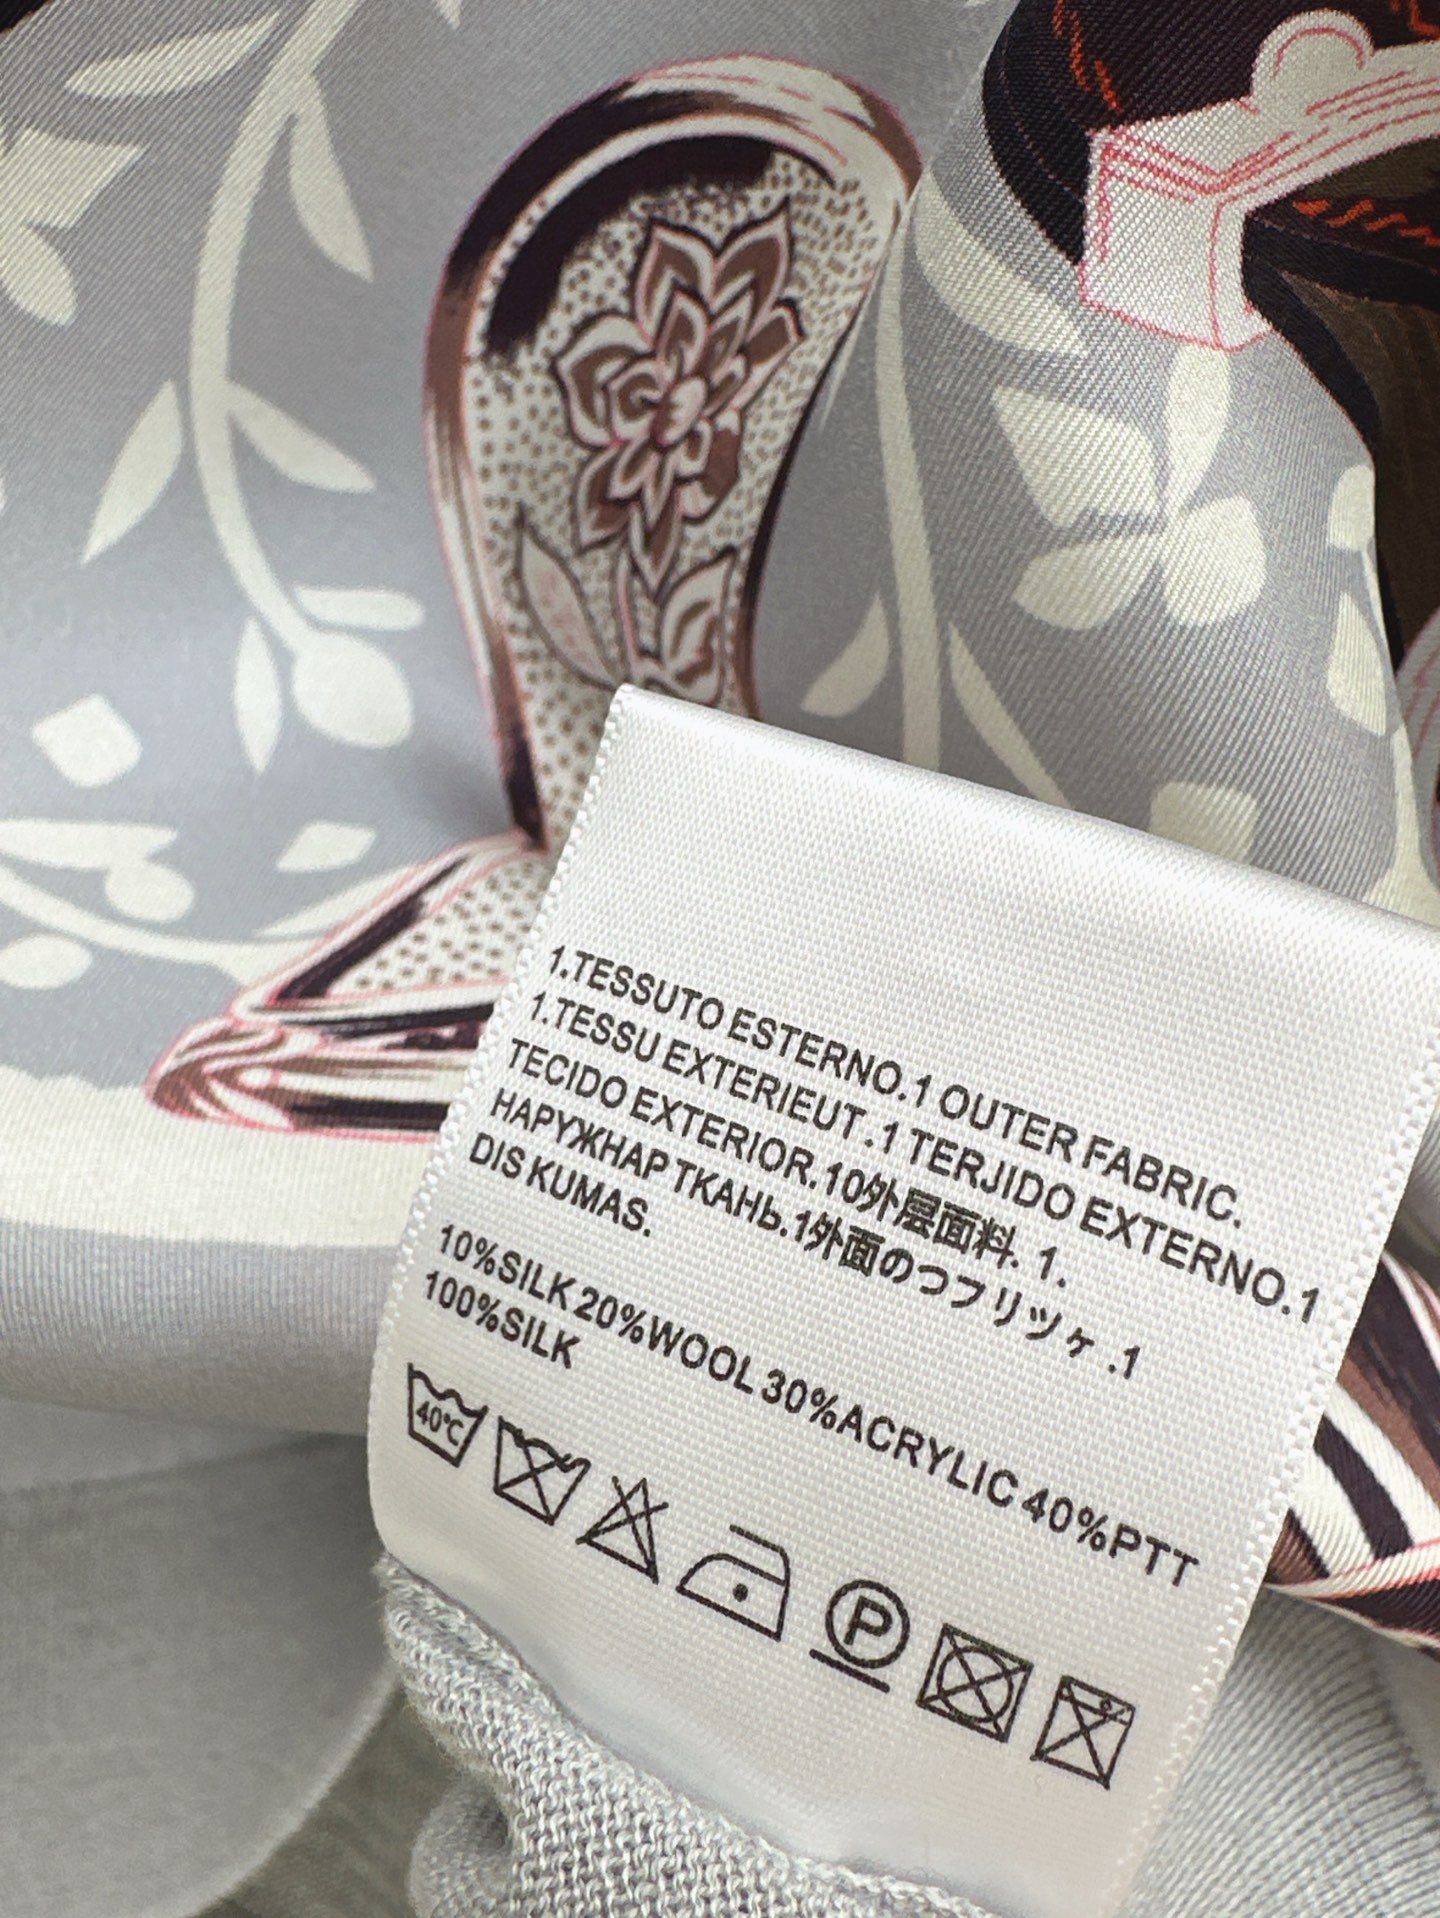 1.TESSUTO ESTERNO.1 OUTER FABRIC.
1.TESSU EXTERIEUT .1 TERJIDO EXTERNO.1
TECIDO EXTERIOR.10外层面料. 1.
НАРУЖНАР ТКАНЬ.1外面のつフリツヶ .1
DIS KUMAS.
10%SILK 20%WOOL 30%ACRYLIC 40%PTT
100%SILK
40℃
P